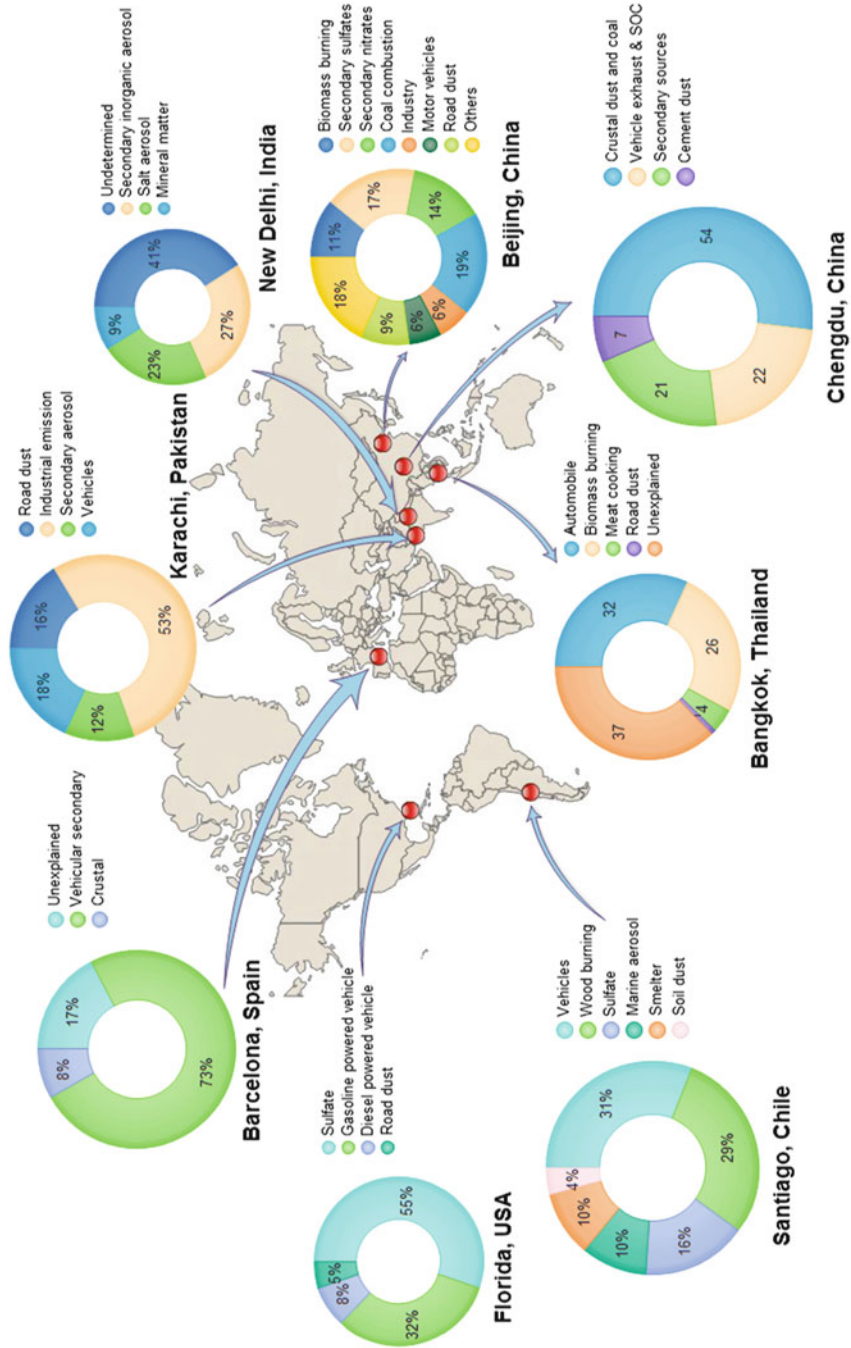 Unexplained
Vehicular secondary
Crustal
17%
73%
8%
Barcelona, Spain
Road dust
Industrial emission
Secondary aerosol
Vehicles
16%
53%
12%
18%
Karachi, Pakistan
Undetermined
Secondary inorganic aerosol
Salt aerosol
Mineral matter
41%
27%
23%
9%
New Delhi, India
Biomass burning
Secondary sulfates
Secondary nitrates
Coal combution
Industry
Motor vehicles
Road dust
Others
11%
17%
14%
19%
6%
6%
9%
18%
Beijing, China
Sulfate
Gasoline powered vehicle
Diesel powered vehicle
Road dust
55%
32%
8%
5%
Florida, USA
Vehicles
Wood burning
Sulfate
Marine aerosol
Smelter
Soil dust
31%
29%
16%
10%
10%
4%
Santiago, Chile
Automobile
Biomass burning
Meat cooking
Road dust
Unexplained
32
26
4
37
Bangkok, Thailand
Crustal dust and coal
Vehicle exhaust & SOC
Secondary sources
Cement dust
54
22
21
7
Chengdu, China